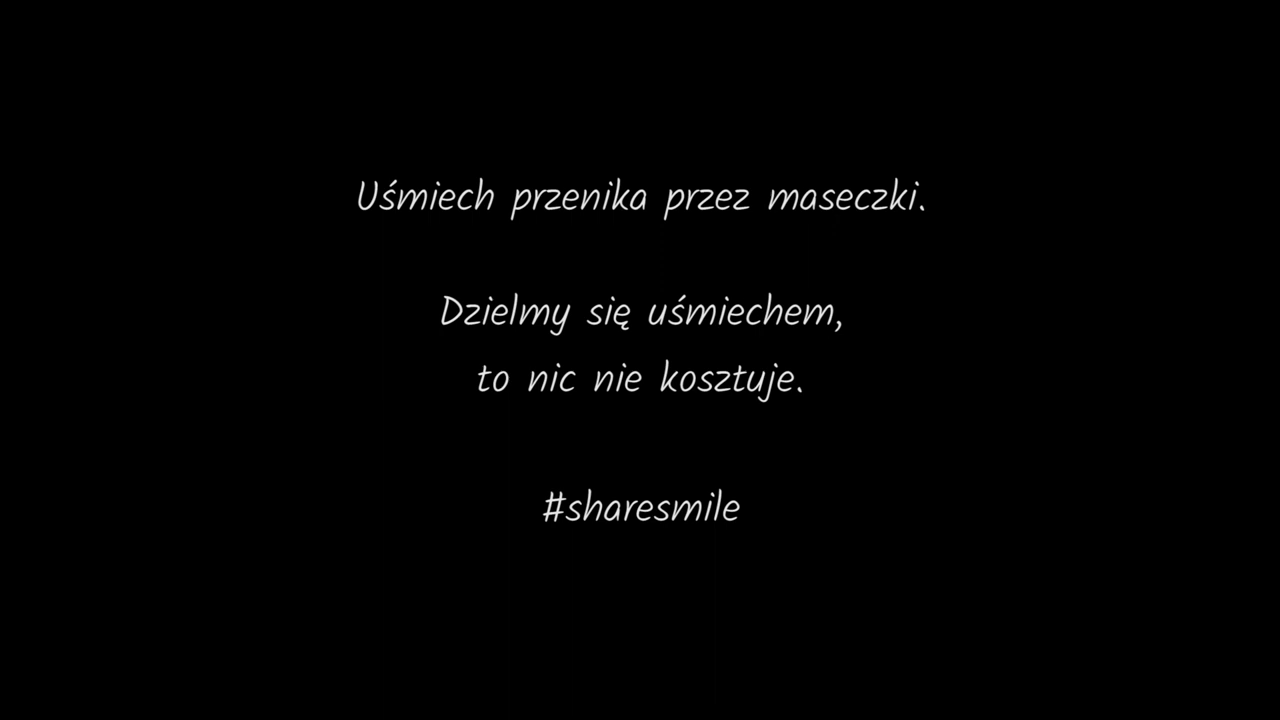 Uśmiech przenika przez maseczki.
Dzielmy się uśmiechem,
to nic nie kosztuje.
#sharesmile